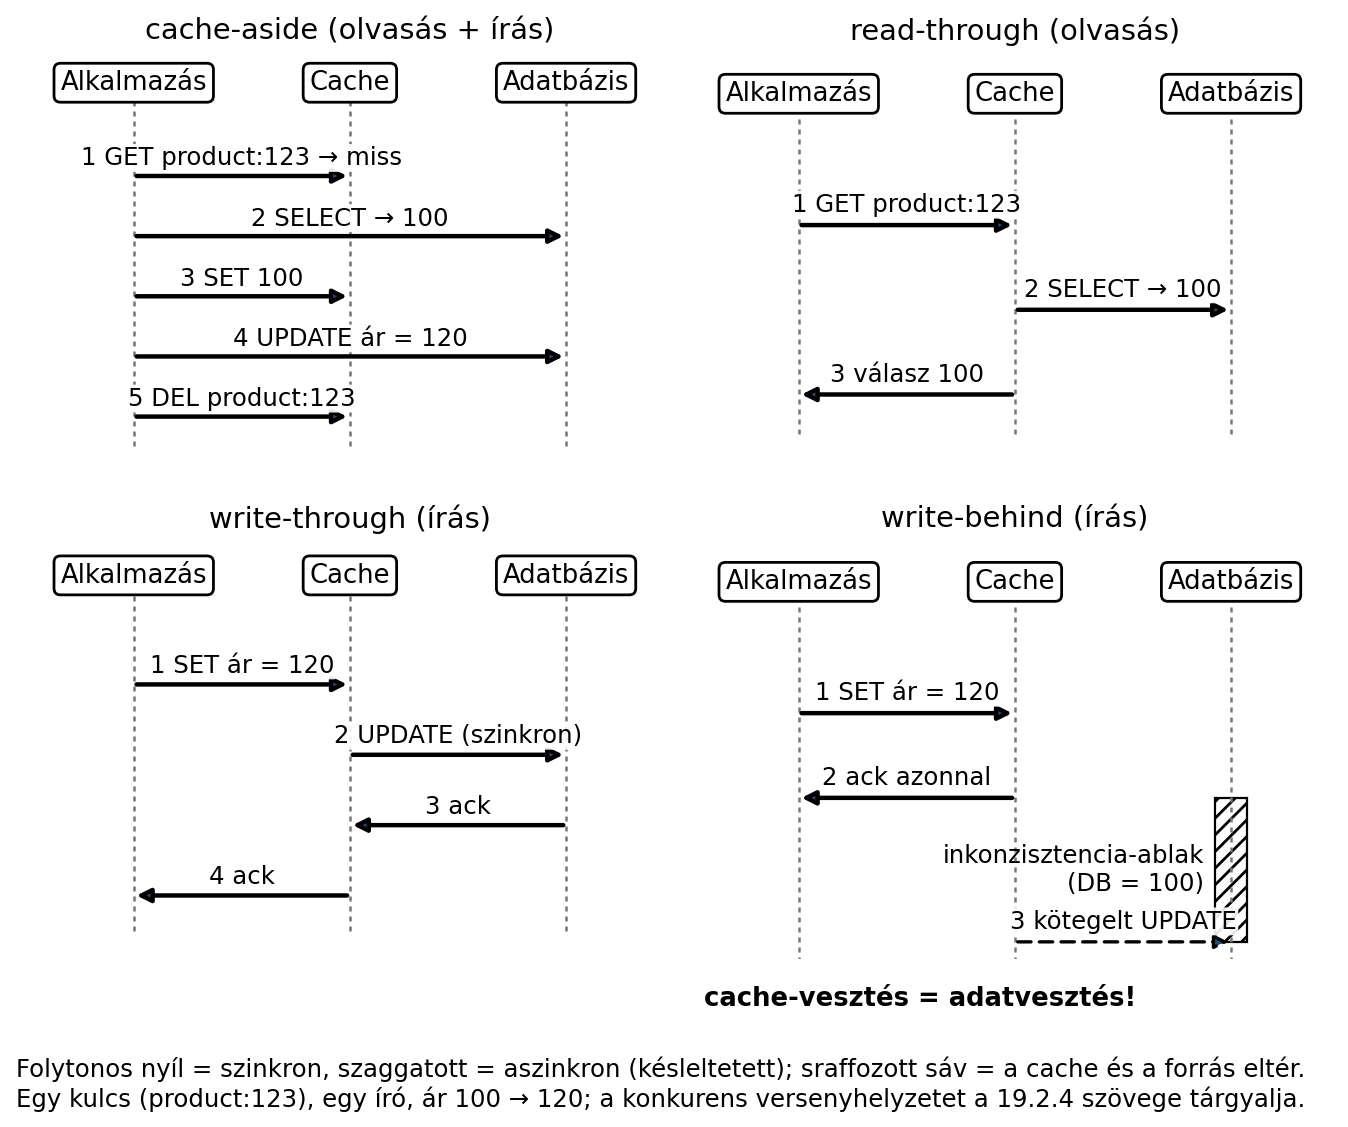 cache-aside (olvasás + írás)
Alkalmazás
Cache
Adatbázis
1 GET product:123 → miss
2 SELECT → 100
3 SET 100
4 UPDATE ár = 120
5 DEL product:123
read-through (olvasás)
Alkalmazás
Cache
Adatbázis
1 GET product:123
2 SELECT → 100
3 válasz 100
write-through (írás)
Alkalmazás
Cache
Adatbázis
1 SET ár = 120
2 UPDATE (szinkron)
3 ack
4 ack
write-behind (írás)
Alkalmazás
Cache
Adatbázis
1 SET ár = 120
2 ack azonnal
inkonzisztencia-ablak
(DB = 100)
3 kötegelt UPDATE
cache-vesztés = adatvesztés!
Folytonos nyíl = szinkron, szaggatott = aszinkron (késleltetett); sraffozott sáv = a cache és a forrás eltér.
Egy kulcs (product:123), egy író, ár 100 → 120; a konkurens versenyhelyzetet a 19.2.4 szövege tárgyalja.